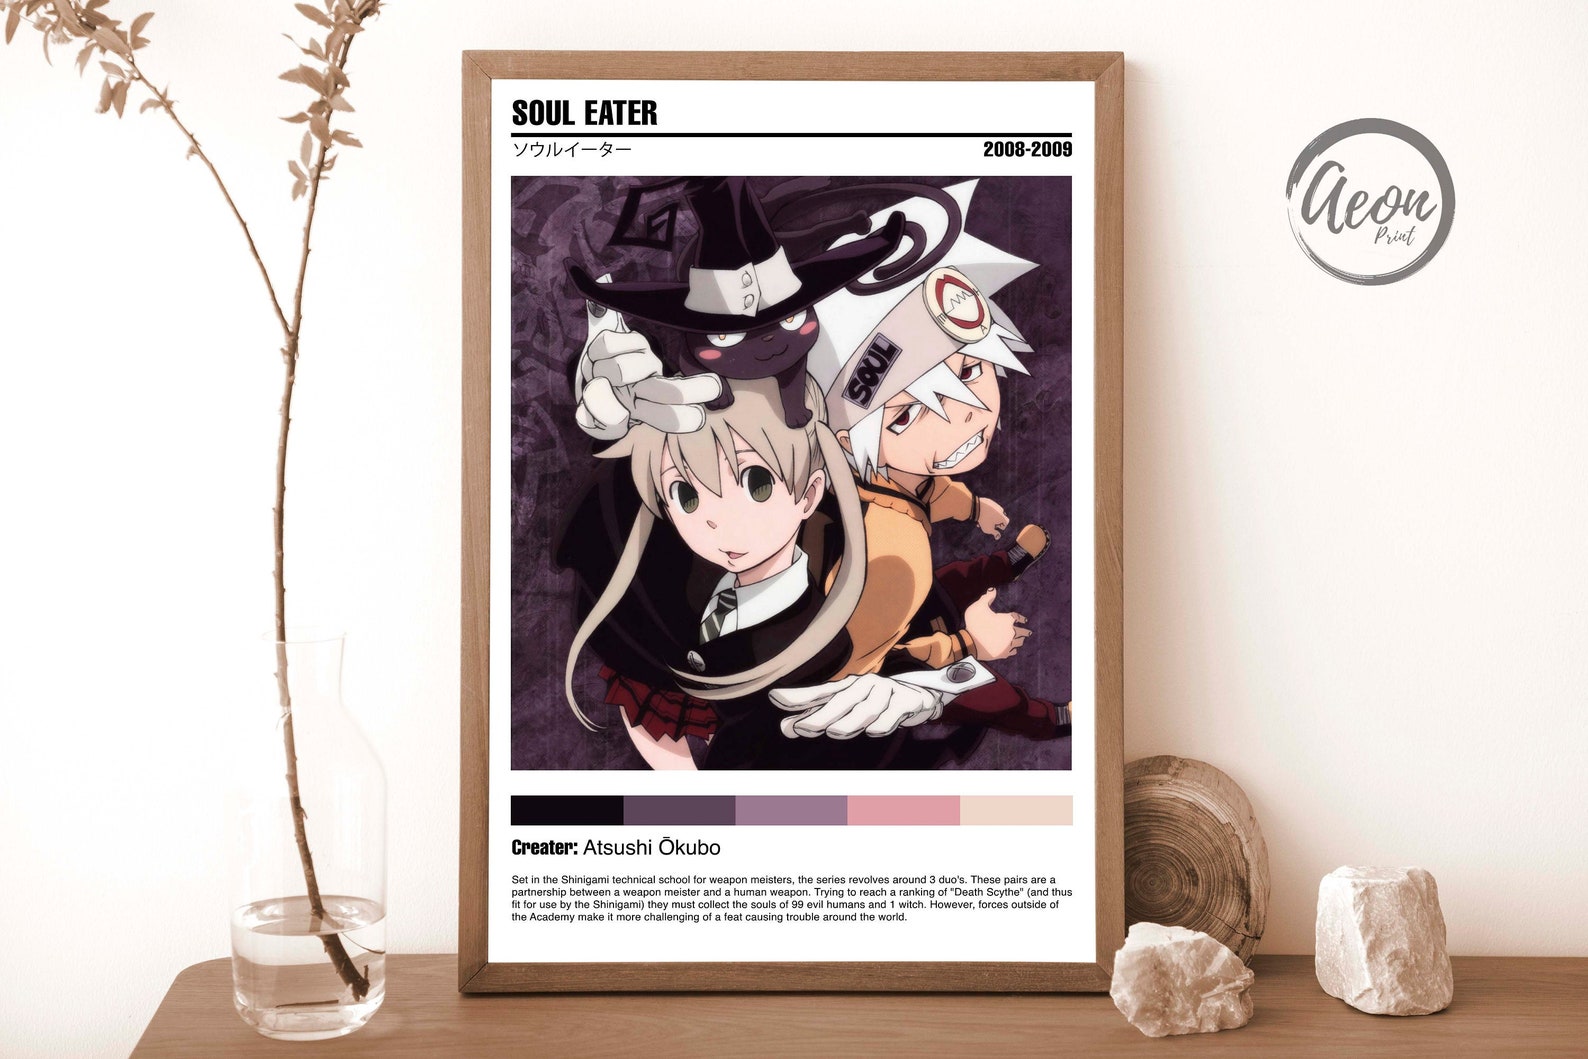 SOUL EATER
ソウルイーター
2008-2009
SOUL
Aeon
Print
Creater: Atsushi Ōkubo
Set in the Shinigami technical school for weapon meisters, the series revolves around 3 duo's. These pairs are a
partnership between a weapon meister and a human weapon. Trying to reach a ranking of "Death Scythe" (and thus
fit for use by the Shinigami) they must collect the souls of 99 evil humans and 1 witch. However, forces outside of
the Academy make it more challenging of a feat causing trouble around the world.